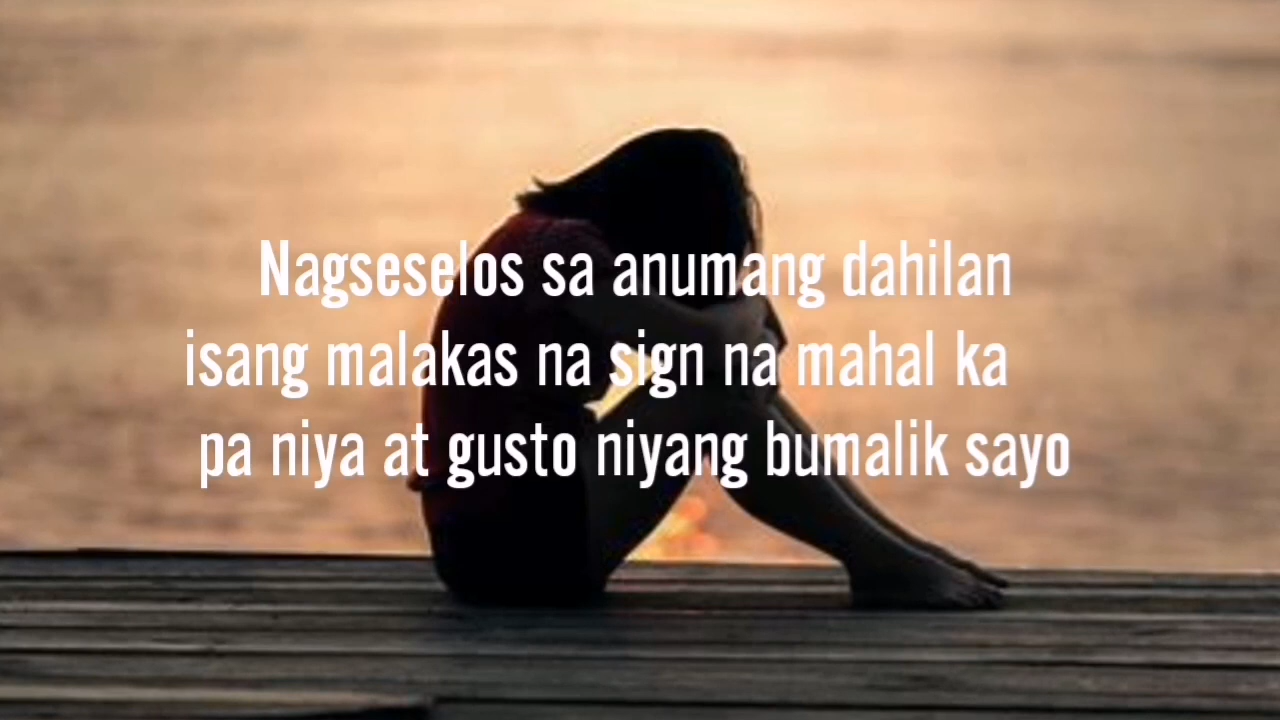 Nagseselos sa anumang dahilan
isang malakas na sign na mahal ka
pa niya at gusto niyang bumalik sayo